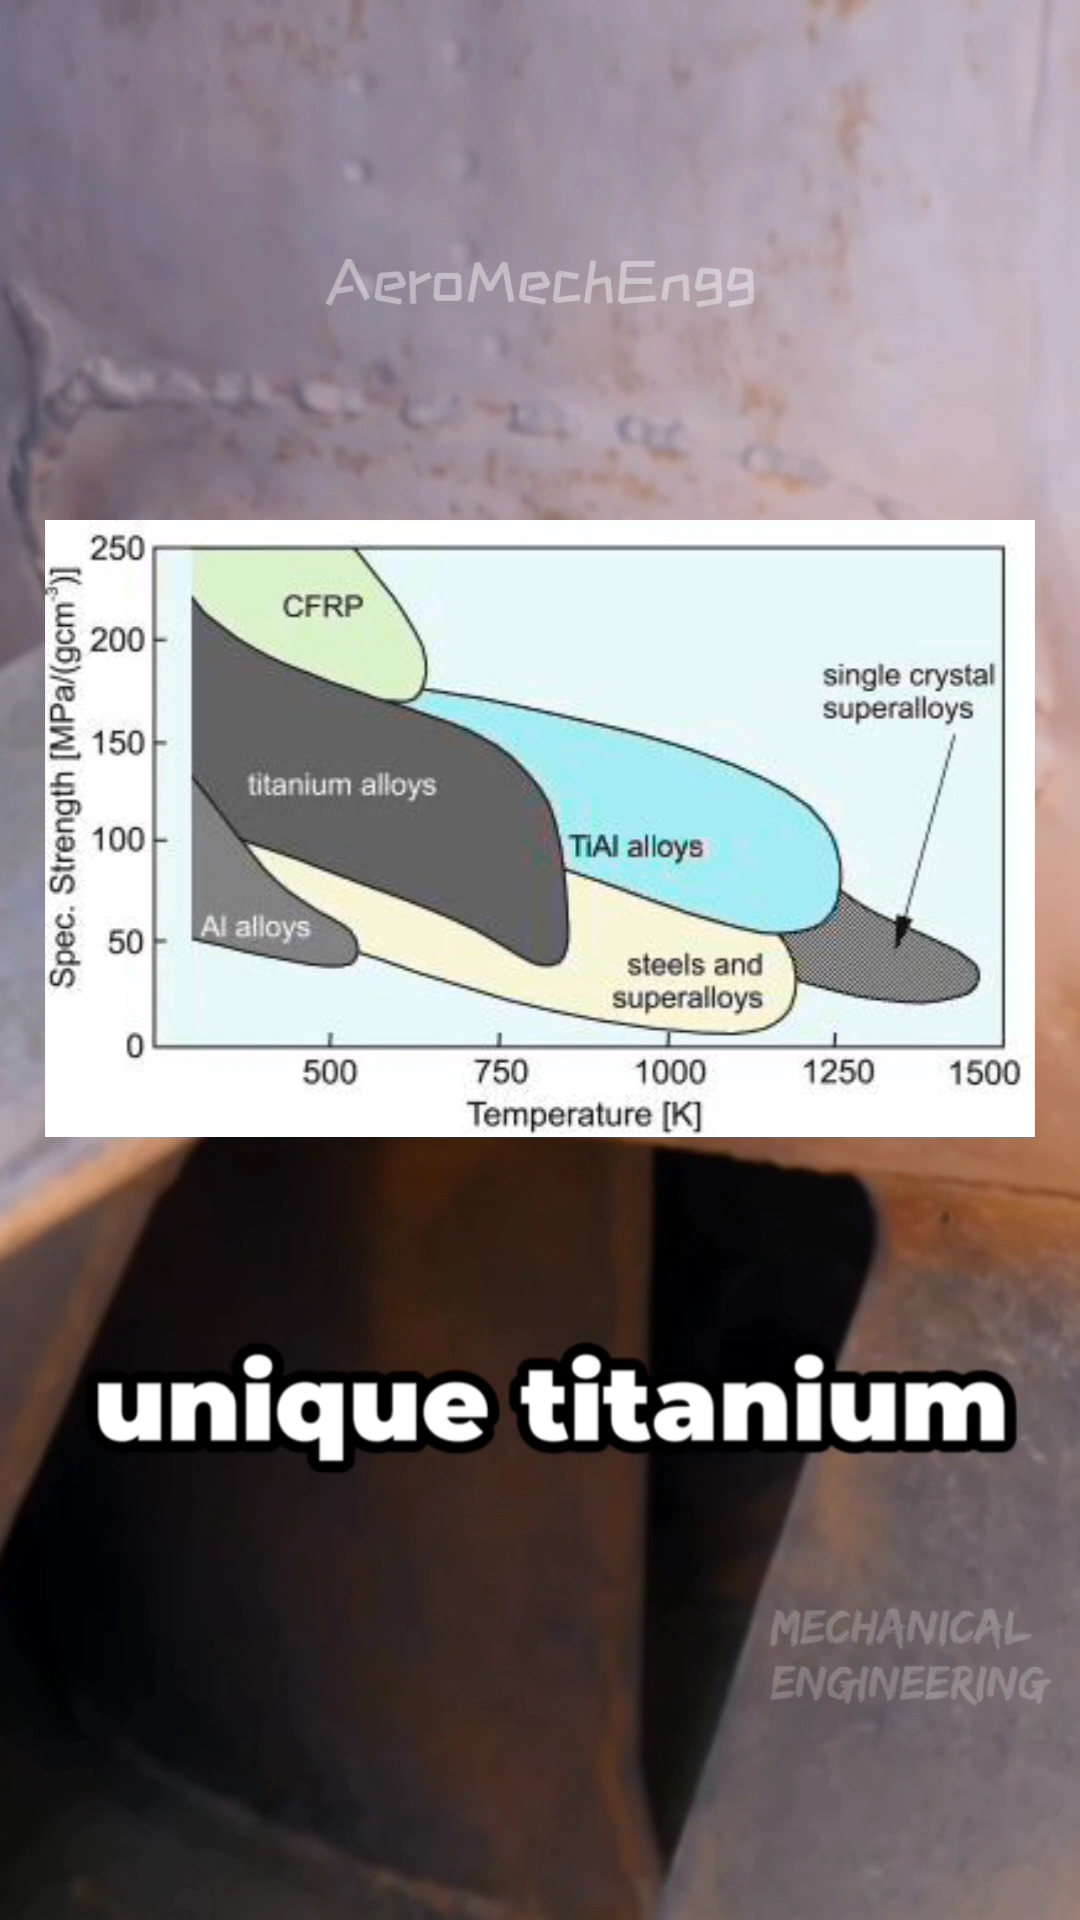 AeroMechEngg
250
200
150
100
50
0
Spec. Strength [MPa/(gcm⁻³)]
CFRP
titanium alloys
Al alloys
TiAl alloys
single crystal
superalloys
steels and
superalloys
500 750 1000 1250 1500
Temperature [K]
unique titanium
MECHANICAL
ENGINEERING